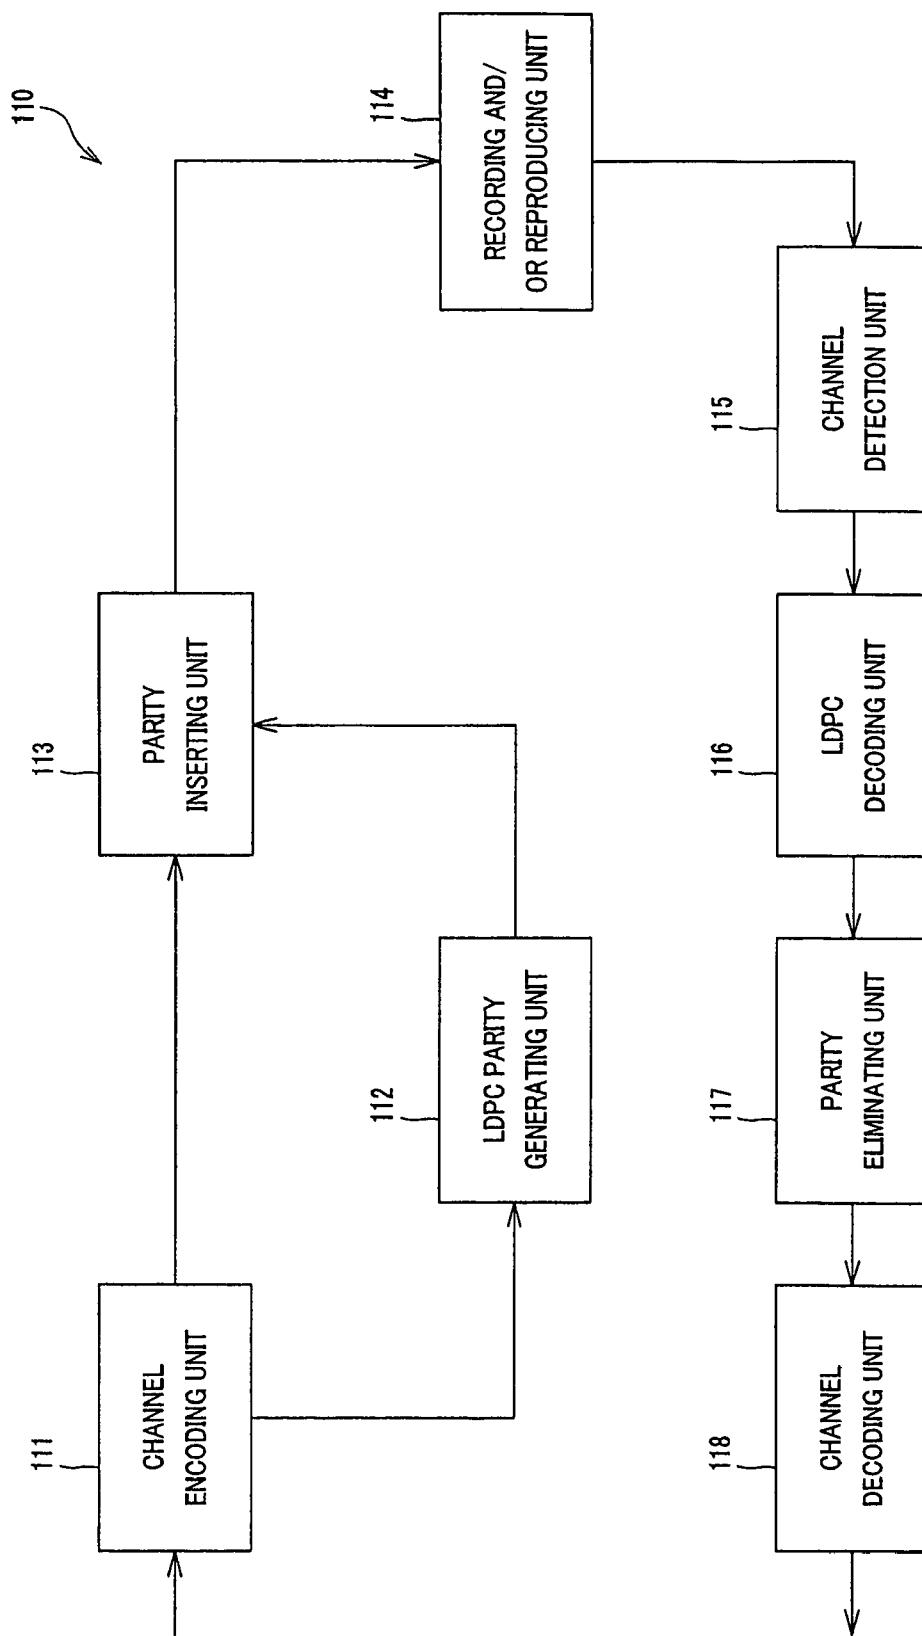 110
111
CHANNEL
ENCODING UNIT
112
LDPC PARITY
GENERATING UNIT
113
PARITY
INSERTING UNIT
114
RECORDING AND/
OR REPRODUCING UNIT
115
CHANNEL
DETECTION UNIT
116
LDPC
DECODING UNIT
117
PARITY
ELIMINATING UNIT
118
CHANNEL
DECODING UNIT